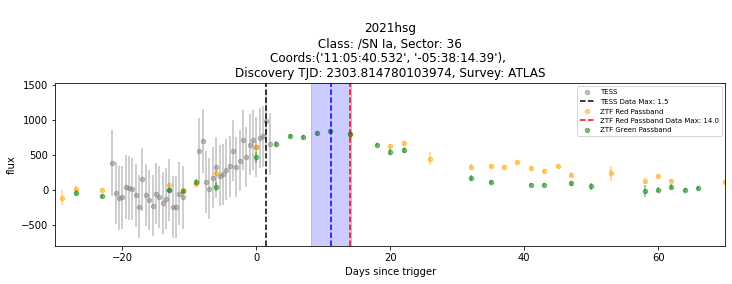 2021hsg
Class: /SN Ia, Sector: 36
Coords:('11:05:40.532', '-05:38:14.39'),
Discovery TJD: 2303.814780103974, Survey: ATLAS
1500
1000
500
0
−500
flux
−20
0
20
40
60
Days since trigger
TESS
TESS Data Max: 1.5
ZTF Red Passband
ZTF Red Passband Data Max: 14.0
ZTF Green Passband